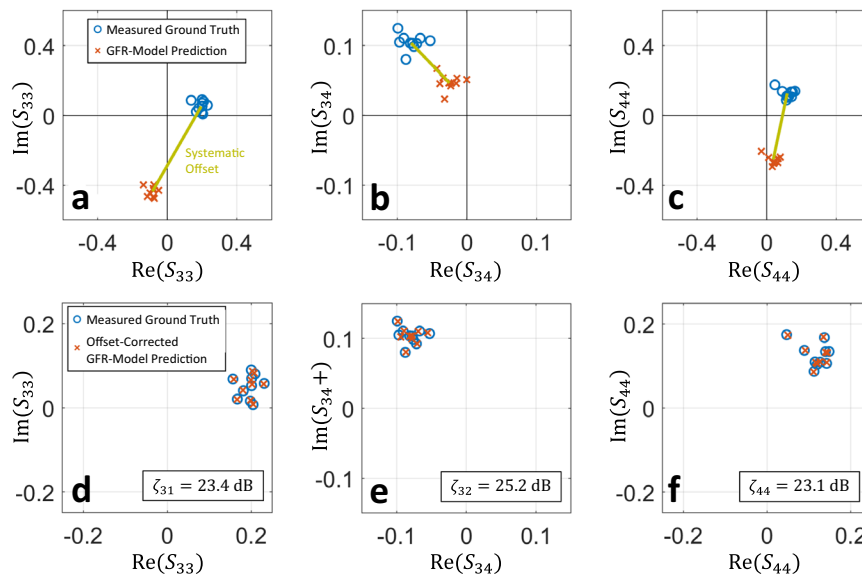 Measured Ground Truth
GFR-Model Prediction
Systematic
Offset
a
Im(S₃₃)
0.4
0
-0.4
-0.4 0 0.4
Re(S₃₃)
b
Im(S₃₄)
0.1
0
-0.1
-0.1 0 0.1
Re(S₃₄)
c
Im(S₄₄)
0.4
0
-0.4
-0.4 0 0.4
Re(S₄₄)
Measured Ground Truth
Offset-Corrected
GFR-Model Prediction
d
Im(S₃₃)
0.2
0
-0.2
-0.2 0 0.2
Re(S₃₃)
ζ₃₁ = 23.4 dB
e
Im(S₃₄+)
0.1
0
-0.1
-0.1 0 0.1
Re(S₃₄)
ζ₃₂ = 25.2 dB
f
Im(S₄₄)
0.2
0
-0.2
-0.2 0 0.2
Re(S₄₄)
ζ₄₄ = 23.1 dB